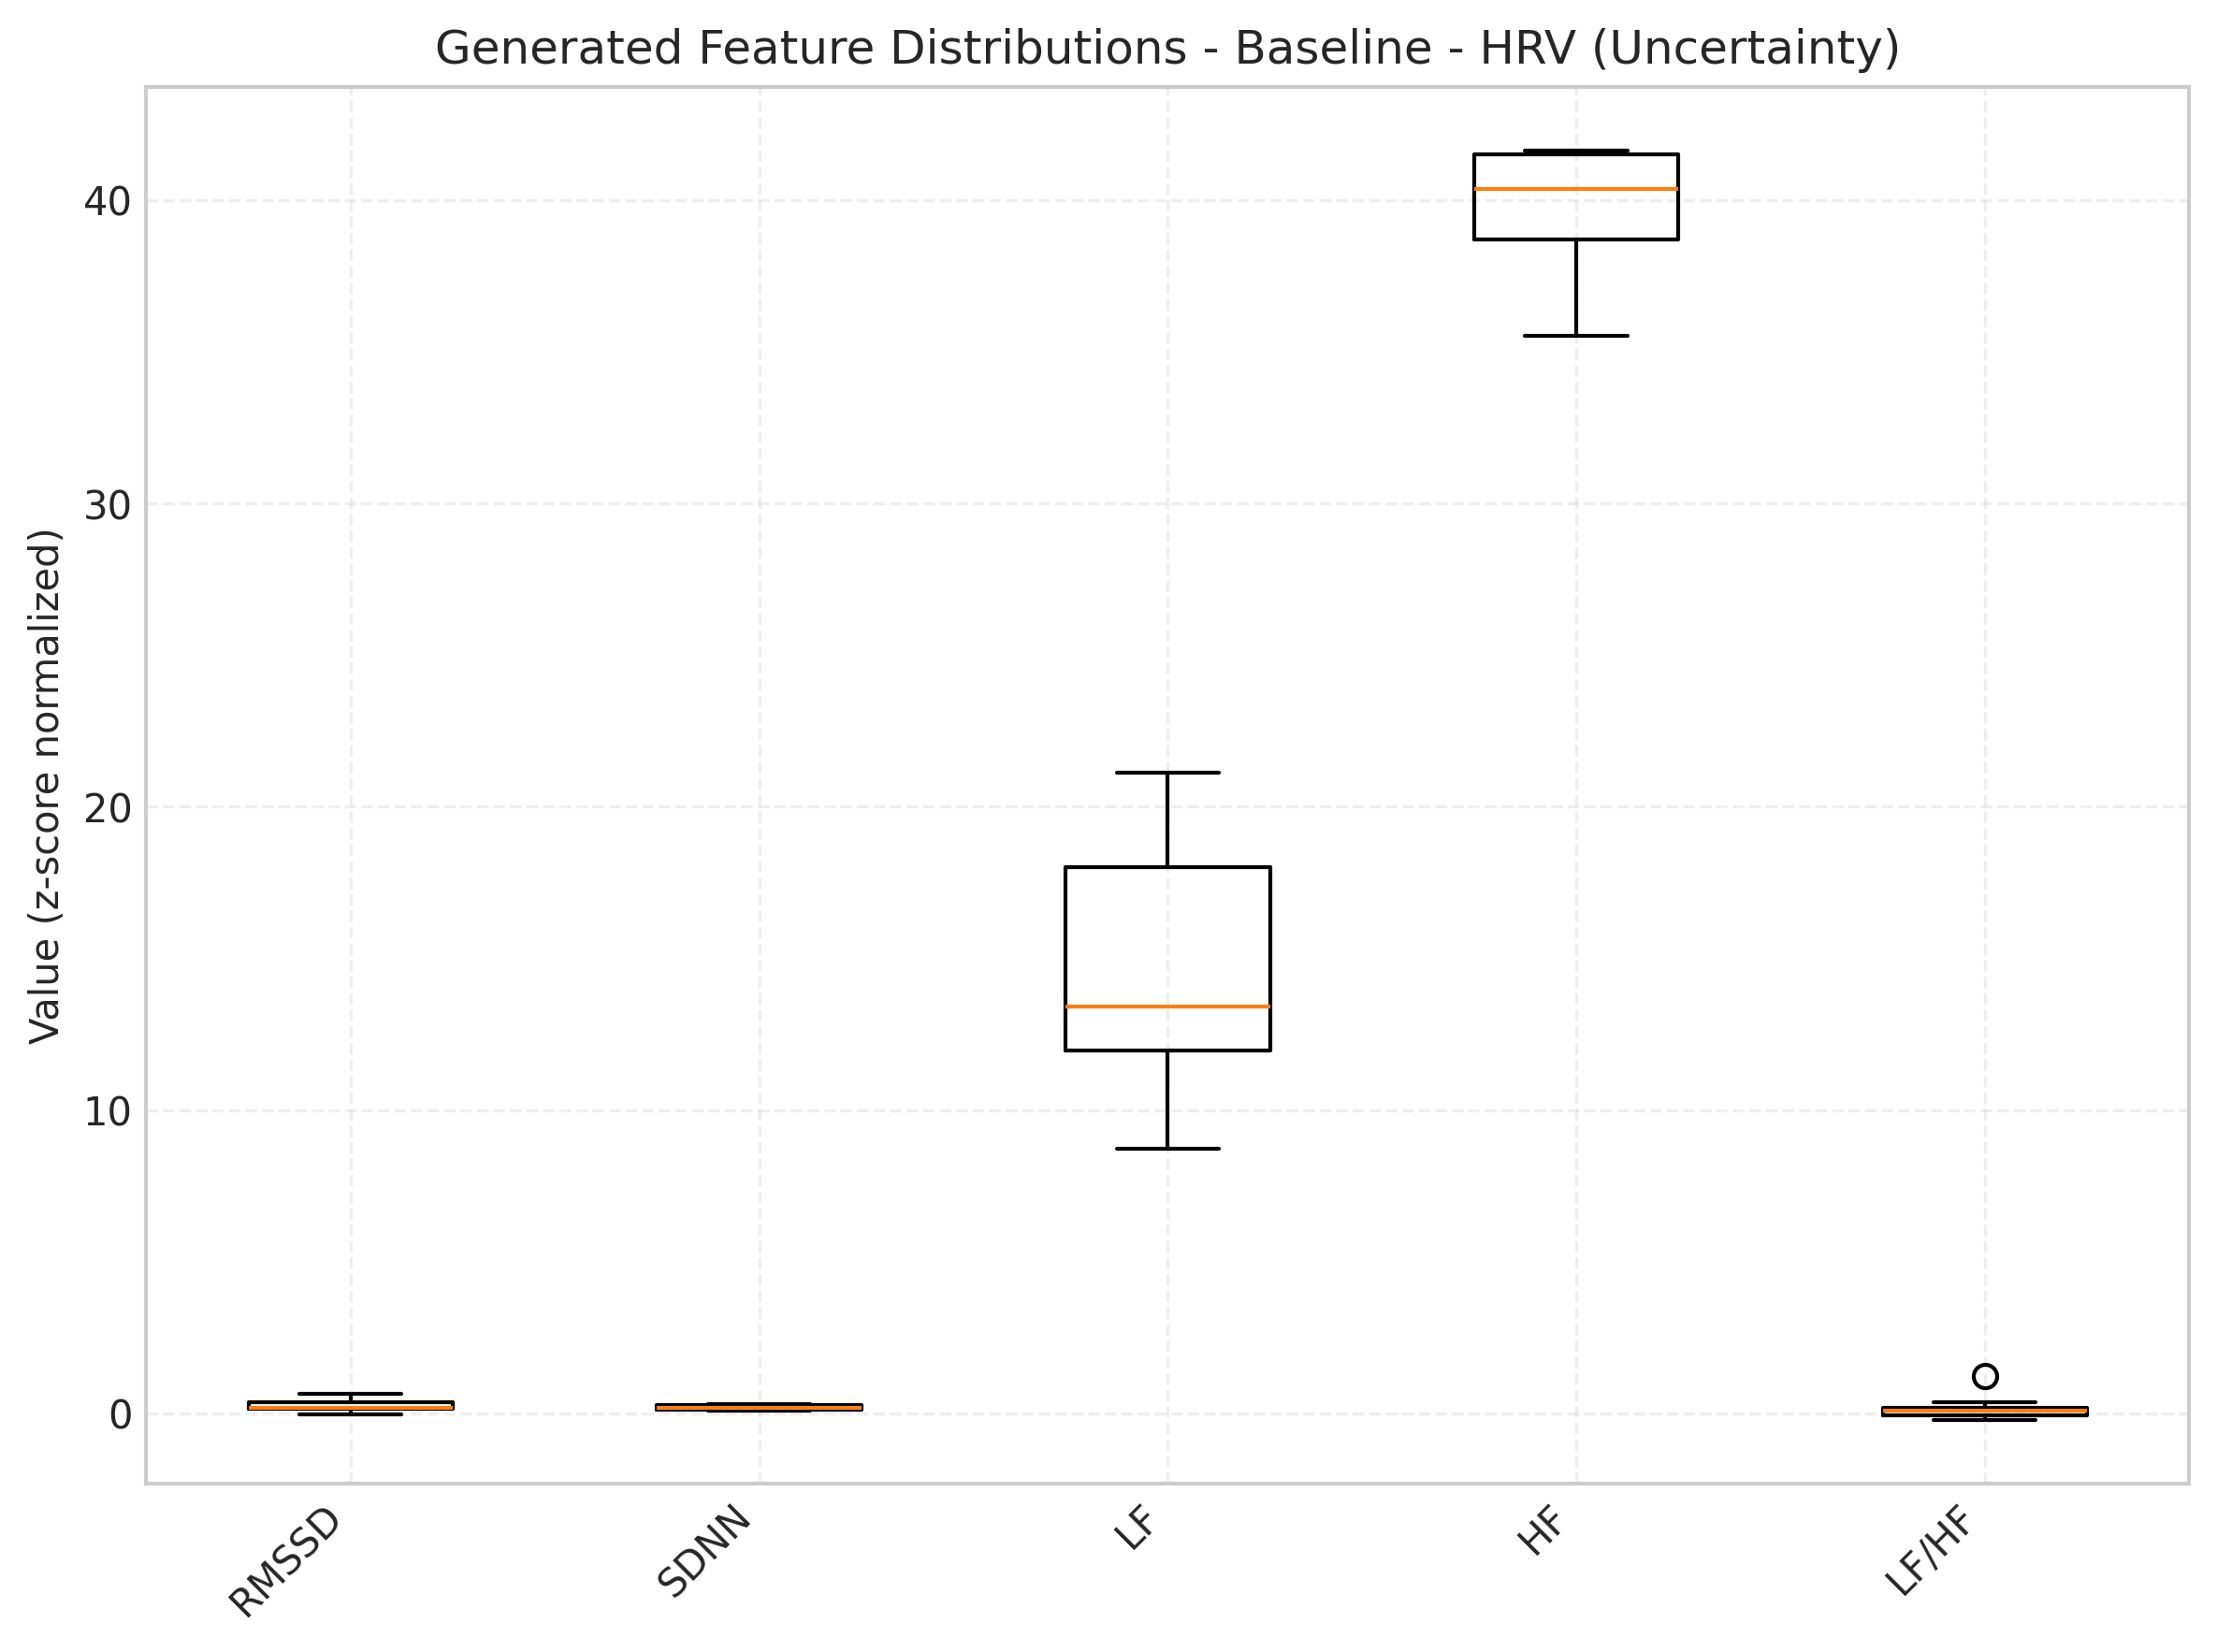 Generated Feature Distributions - Baseline - HRV (Uncertainty)
Value (z-score normalized)
40
30
20
10
0
RMSSD
SDNN
LF
HF
LF/HF